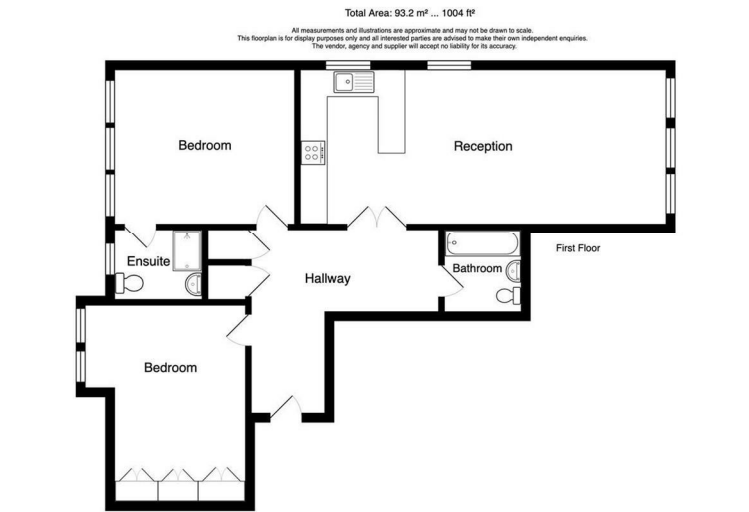 Total Area: 93.2 m² ... 1004 ft²
All measurements and illustrations are approximate and may not be drawn to scale.
This floorplan is for display purposes only and all interested parties are advised to make their own independent enquiries.
The vendor, agency and supplier will accept no liability for its accuracy.
Bedroom
Reception
First Floor
Ensuite
Bathroom
Hallway
Bedroom